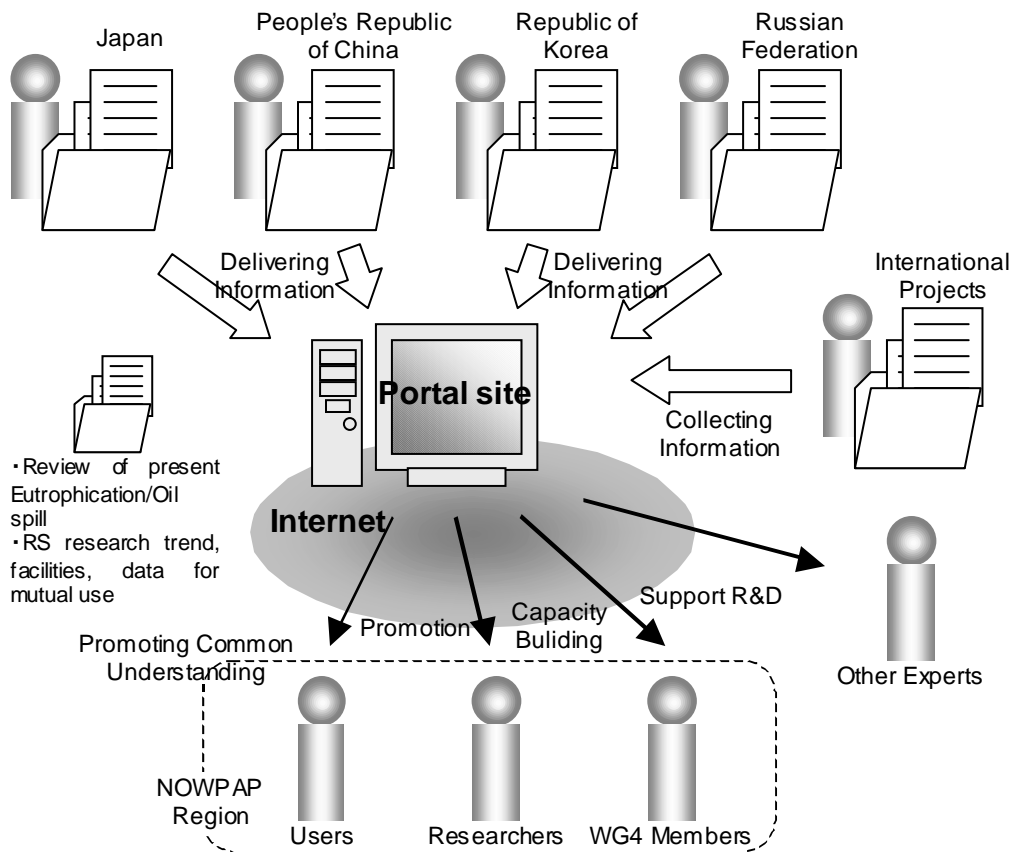 Japan
People's Republic
of China
Republic of
Korea
Russian
Federation
Delivering
Information
Delivering
Information
International
Projects
Portal site
Collecting
Information
・Review of present
Eutrophication/Oil
spill
・RS research trend,
facilities, data for
mutual use
Internet
Support R&D
Capacity
Buliding
Promotion
Promoting Common
Understanding
Other Experts
NOWPAP
Region
Users
Researchers
WG4 Members